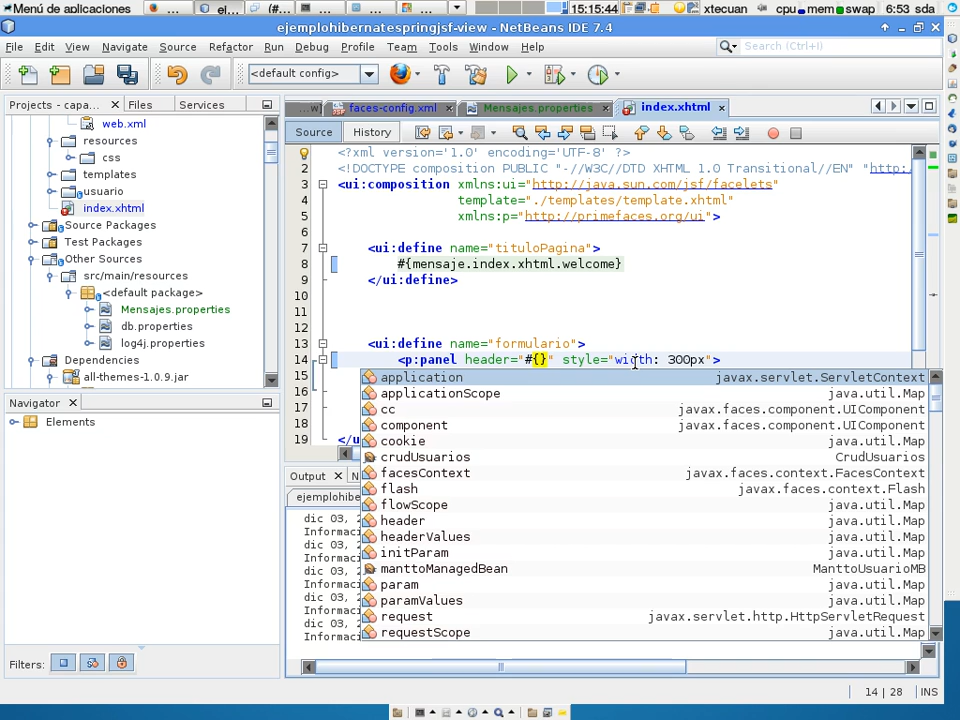 Menú de aplicaciones
...
el...
(#...
...
...
...
15:15:44
xtecuan
cpu
mem
swap
6:53
sda
ejemplohibernatespringjsf-view - NetBeans IDE 7.4
File Edit View Navigate Source Refactor Run Debug Profile Team Tools Window Help
Search (Ctrl+I)
<default config>
Projects - capa...
Files
Services
...w]
faces-config.xml
Mensajes.properties
index.xhtml
Source
History
web.xml
resources
css
templates
usuario
index.xhtml
Source Packages
Test Packages
Other Sources
src/main/resources
<default package>
Mensajes.properties
db.properties
log4j.properties
Dependencies
all-themes-1.0.9.jar
Navigator
Elements
Filters:
<?xml version='1.0' encoding='UTF-8' ?>
2 <!DOCTYPE composition PUBLIC "-//W3C//DTD XHTML 1.0 Transitional//EN" "http:
3 <ui:composition xmlns:ui="http://java.sun.com/jsf/facelets"
4 template="./templates/template.xhtml"
5 xmlns:p="http://primefaces.org/ui">
6
7 <ui:define name="tituloPagina">
8 #{mensaje.index.xhtml.welcome}
9 </ui:define>
10
11
12
13 <ui:define name="formulario">
14 <p:panel header="#{}" style="width: 300px">
15
16
17
18
19 </u
application javax.servlet.ServletContext
applicationScope java.util.Map
cc javax.faces.component.UIComponent
component javax.faces.component.UIComponent
cookie java.util.Map
crudUsuarios CrudUsuarios
facesContext javax.faces.context.FacesContext
flash javax.faces.context.Flash
flowScope java.util.Map
header java.util.Map
headerValues java.util.Map
initParam java.util.Map
manttoManagedBean ManttoUsuarioMB
param java.util.Map
paramValues java.util.Map
request javax.servlet.http.HttpServletRequest
requestScope java.util.Map
Output
N
ejemplohibe
dic 03, 2
Informaci
dic 03, 2
Informaci
dic 03, 2
Informaci
dic 03, 2
Informaci
14 | 28
INS